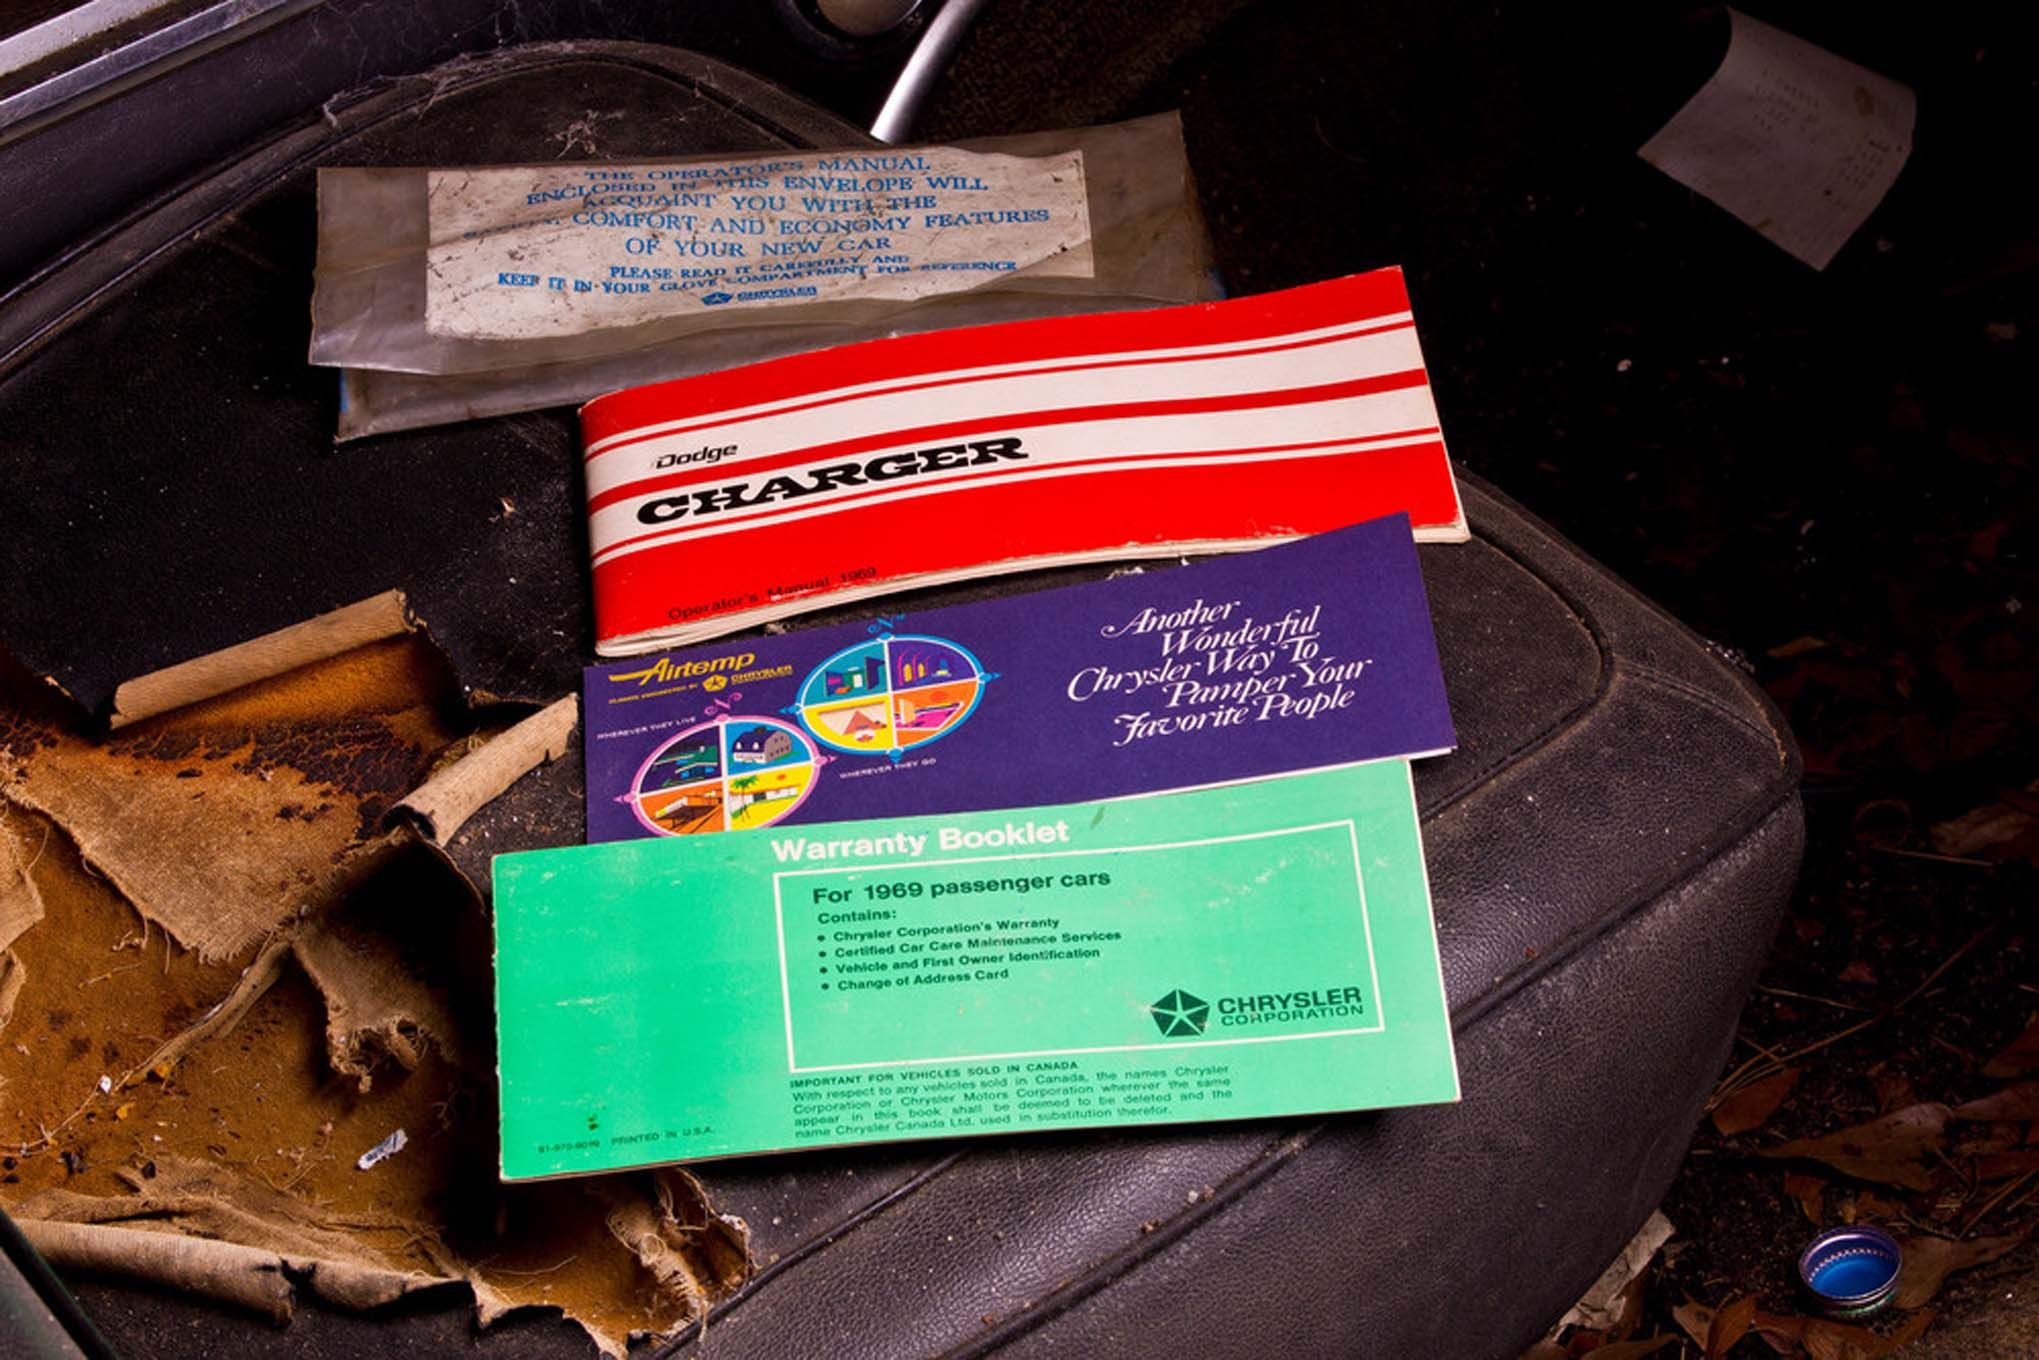 THE OPERATOR'S MANUAL
ENCLOSED IN THIS ENVELOPE WILL
ACQUAINT YOU WITH THE
COMFORT AND ECONOMY FEATURES
OF YOUR NEW CAR
PLEASE READ IT CAREFULLY AND
KEEP IT IN YOUR GLOVE COMPARTMENT FOR REFERENCE
CHRYSLER
Dodge
CHARGER
Operator's Manual 1969
Airtemp
CHRYSLER
WHEREVER THEY LIVE
N
N
WHEREVER THEY GO
Another
Wonderful
Chrysler Way To
Pamper Your
Favorite People
Warranty Booklet
For 1969 passenger cars
Contains:
• Chrysler Corporation's Warranty
• Certified Car Care Maintenance Services
• Vehicle and First Owner Identification
• Change of Address Card
CHRYSLER
CORPORATION
IMPORTANT FOR VEHICLES SOLD IN CANADA
With respect to any vehicles sold in Canada, the names Chrysler
Corporation or Chrysler Motors Corporation wherever the same
appear in this book shall be deemed to be deleted and the
name Chrysler Canada Ltd. used in substitution therefor.
PRINTED IN U.S.A.